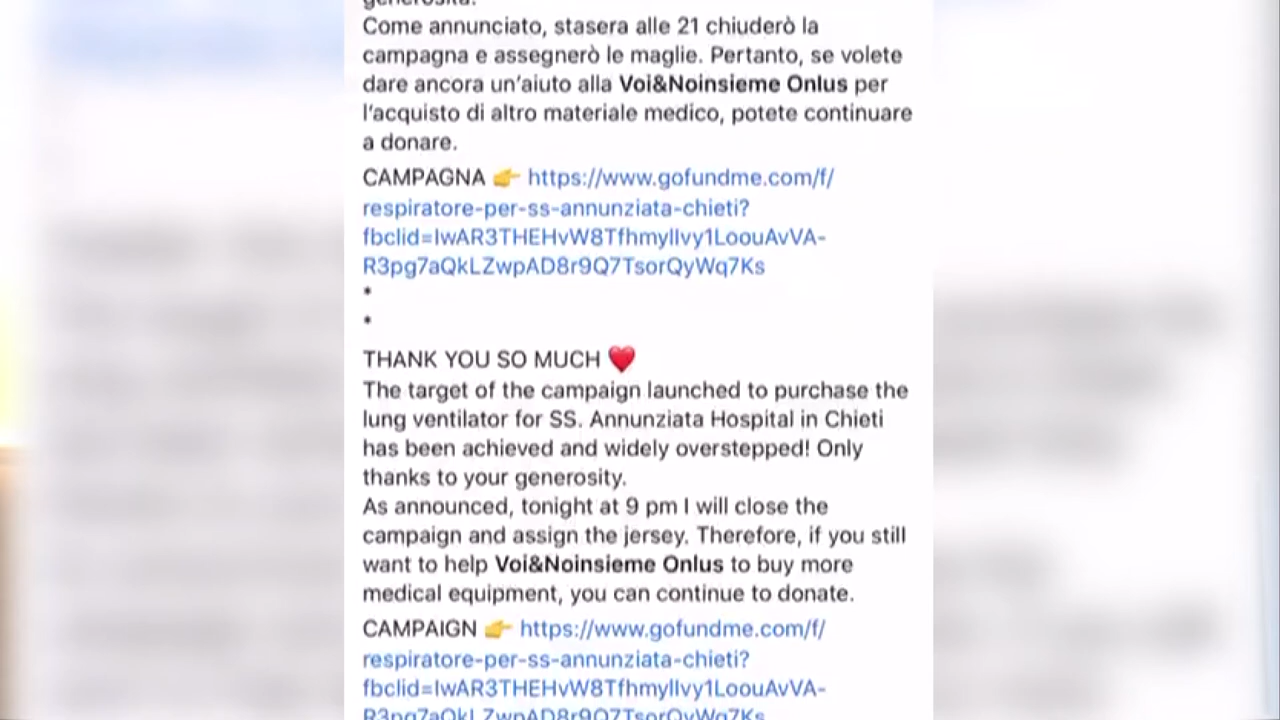 generosità.
Come annunciato, stasera alle 21 chiuderò la
campagna e assegnerò le maglie. Pertanto, se volete
dare ancora un'aiuto alla Voi&Noinsieme Onlus per
l'acquisto di altro materiale medico, potete continuare
a donare.
CAMPAGNA 👉 https://www.gofundme.com/f/
respiratore-per-ss-annunziata-chieti?
fbclid=IwAR3THEHvW8TfhmyIlvy1LoouAvVA-
R3pg7aQkLZwpAD8r9Q7TsorQyWq7Ks
*
*
THANK YOU SO MUCH ❤️
The target of the campaign launched to purchase the
lung ventilator for SS. Annunziata Hospital in Chieti
has been achieved and widely overstepped! Only
thanks to your generosity.
As announced, tonight at 9 pm I will close the
campaign and assign the jersey. Therefore, if you still
want to help Voi&Noinsieme Onlus to buy more
medical equipment, you can continue to donate.
CAMPAIGN 👉 https://www.gofundme.com/f/
respiratore-per-ss-annunziata-chieti?
fbclid=IwAR3THEHvW8TfhmyIlvy1LoouAvVA-
R3pg7aQkLZwpAD8r9Q7TsorQyWq7Ks